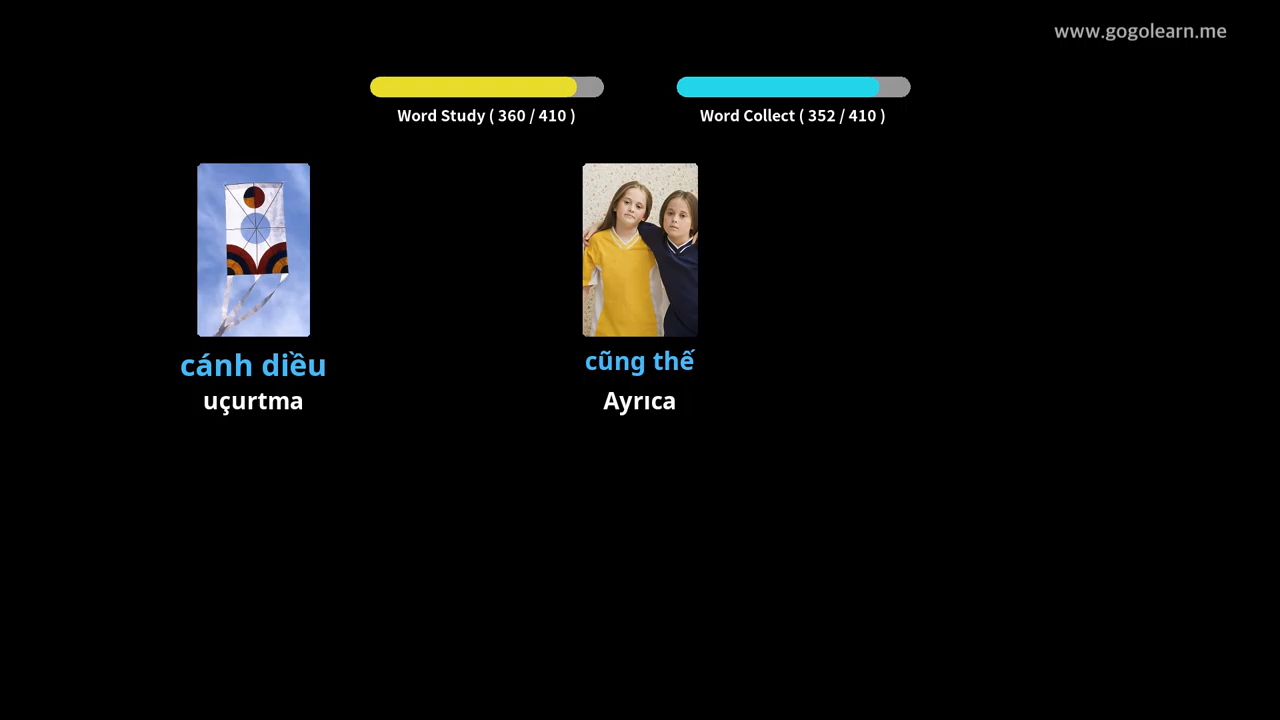 www.gogolearn.me
Word Study ( 360 / 410 )
Word Collect ( 352 / 410 )
cánh diều
uçurtma
cũng thế
Ayrıca